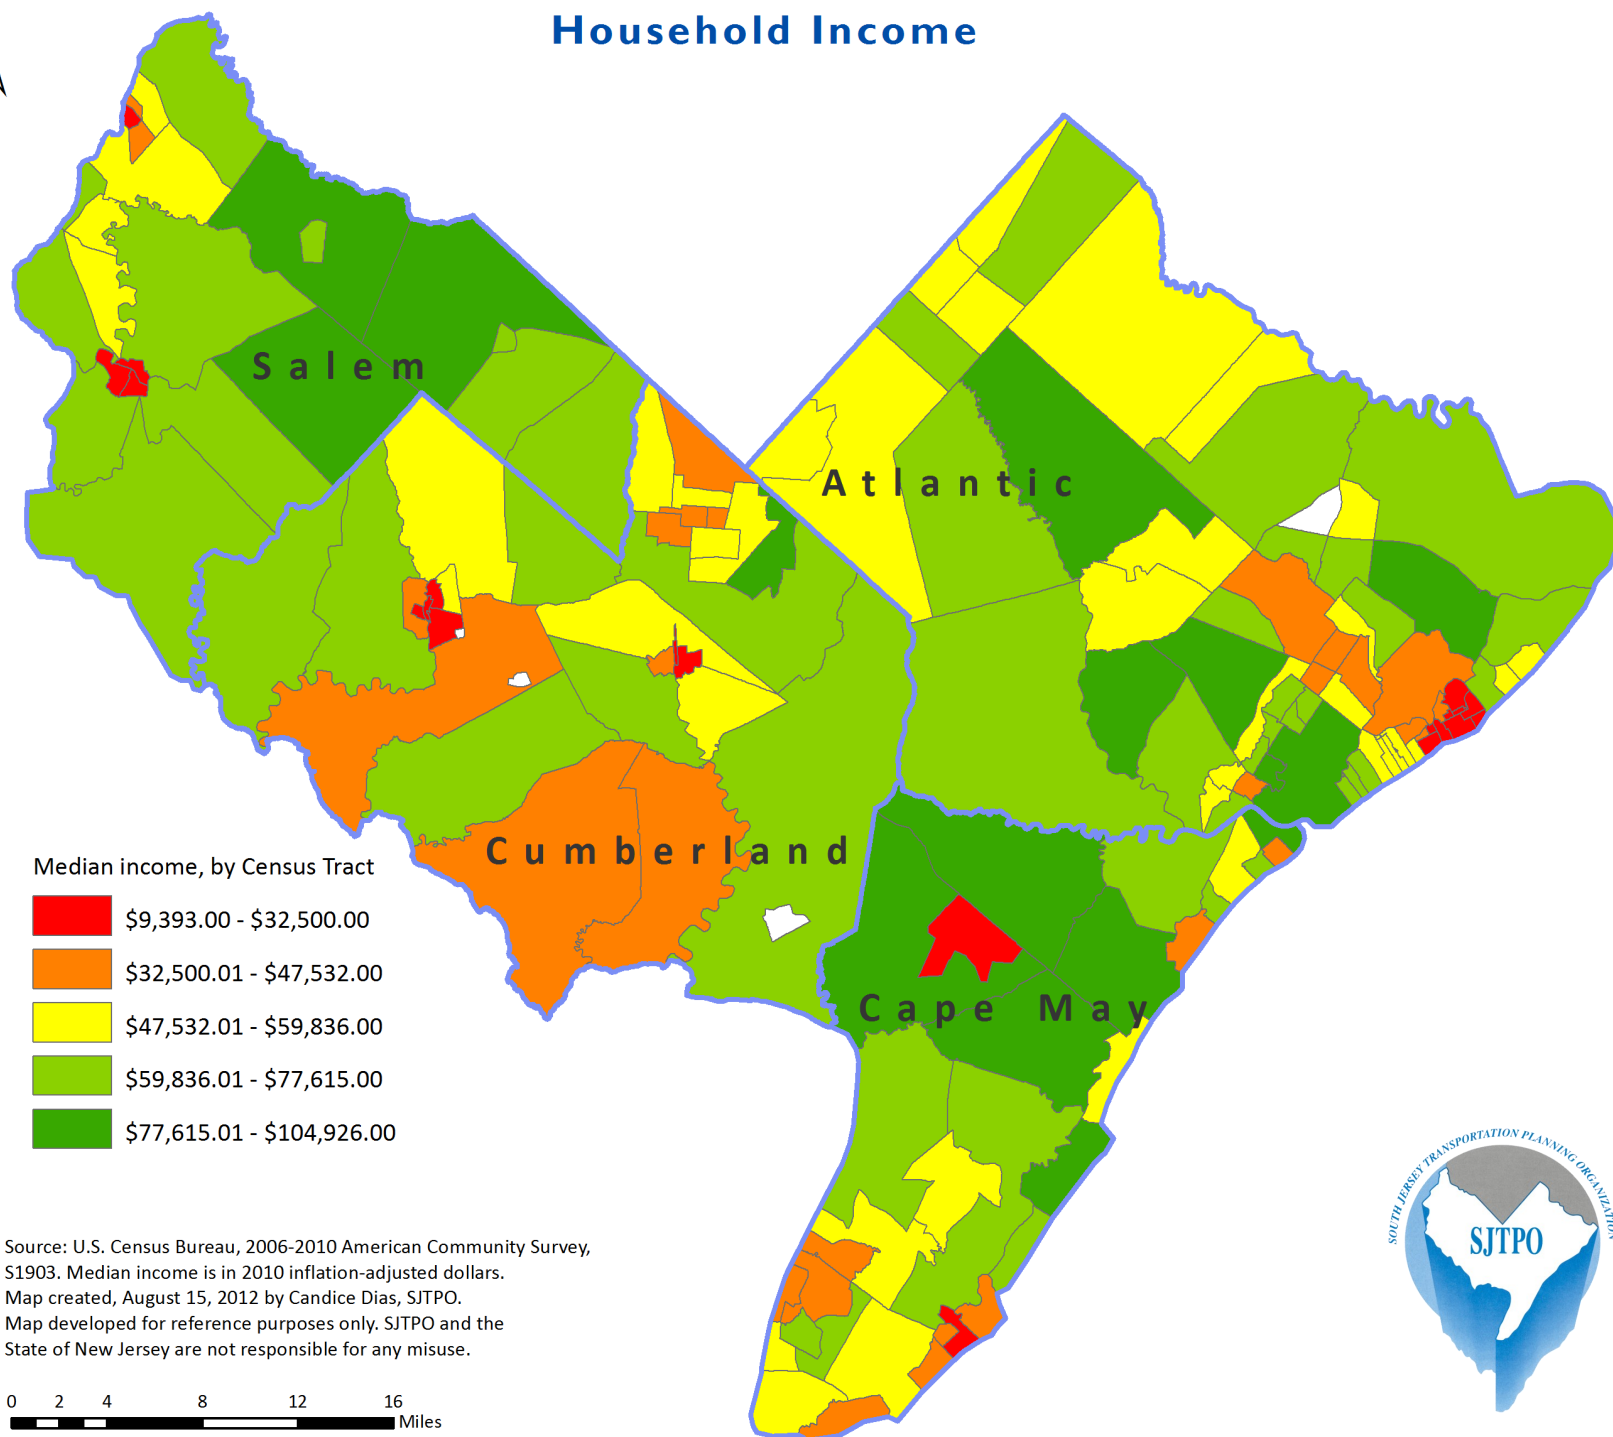 Household Income
Salem
Atlantic
Cumberland
Cape May
Median income, by Census Tract
$9,393.00 - $32,500.00
$32,500.01 - $47,532.00
$47,532.01 - $59,836.00
$59,836.01 - $77,615.00
$77,615.01 - $104,926.00
SOUTH JERSEY TRANSPORTATION PLANNING ORGANIZATION
SJTPO
Source: U.S. Census Bureau, 2006-2010 American Community Survey,
S1903. Median income is in 2010 inflation-adjusted dollars.
Map created, August 15, 2012 by Candice Dias, SJTPO.
Map developed for reference purposes only. SJTPO and the
State of New Jersey are not responsible for any misuse.
0 2 4 8 12 16
Miles